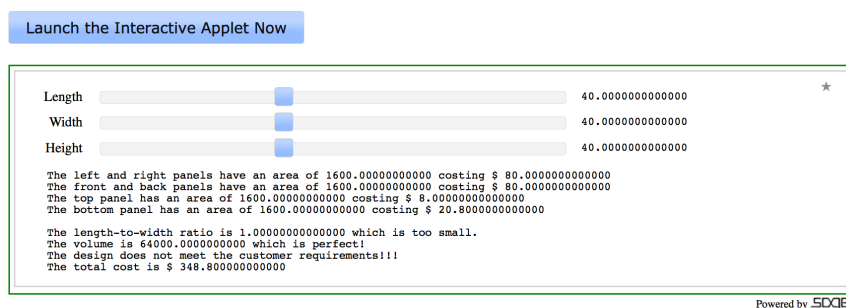 Launch the Interactive Applet Now
Length 40.0000000000000
Width 40.0000000000000
Height 40.0000000000000
The left and right panels have an area of 1600.00000000000 costing $ 80.0000000000000
The front and back panels have an area of 1600.00000000000 costing $ 80.0000000000000
The top panel has an area of 1600.00000000000 costing $ 8.00000000000000
The bottom panel has an area of 1600.00000000000 costing $ 20.8000000000000
The length-to-width ratio is 1.00000000000000 which is too small.
The volume is 64000.0000000000 which is perfect!
The design does not meet the customer requirements!!!
The total cost is $ 348.800000000000
Powered by